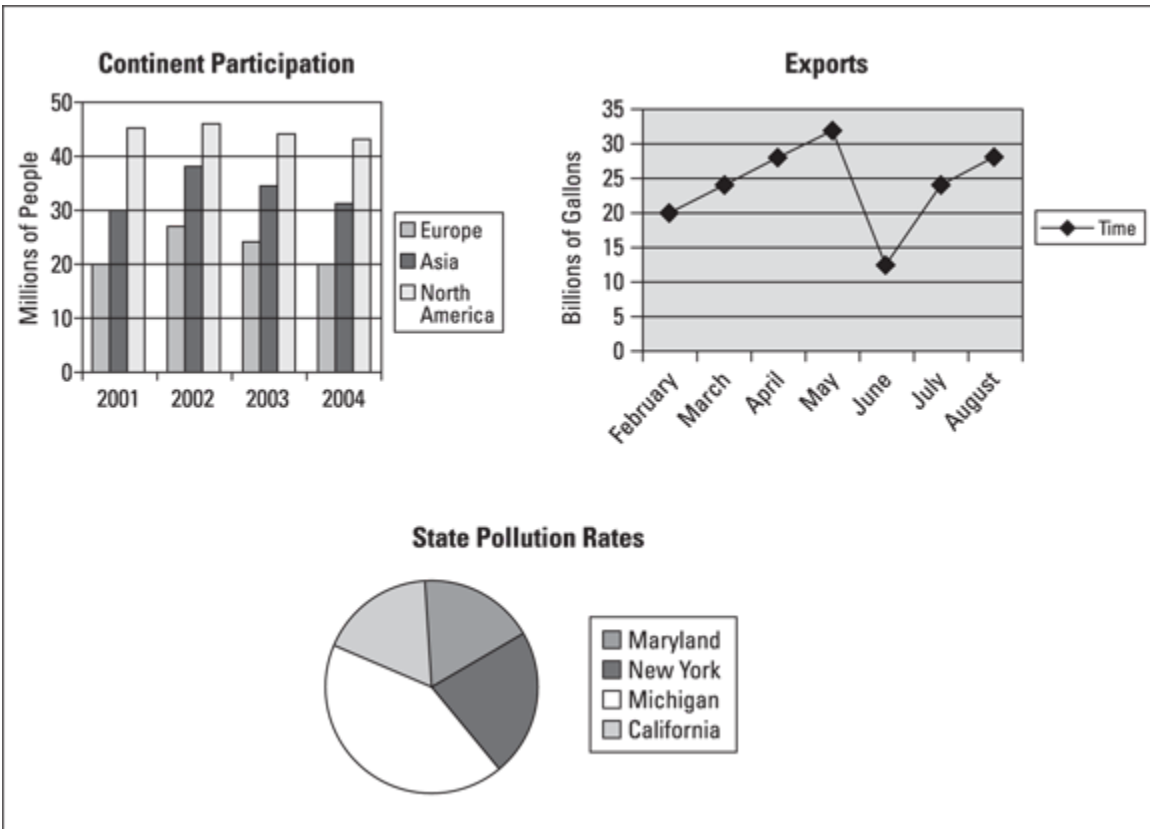 Continent Participation
Millions of People
50
40
30
20
10
0
2001 2002 2003 2004
Europe
Asia
North
America
Exports
Billions of Gallons
35
30
25
20
15
10
5
0
February March April May June July August
Time
State Pollution Rates
Maryland
New York
Michigan
California